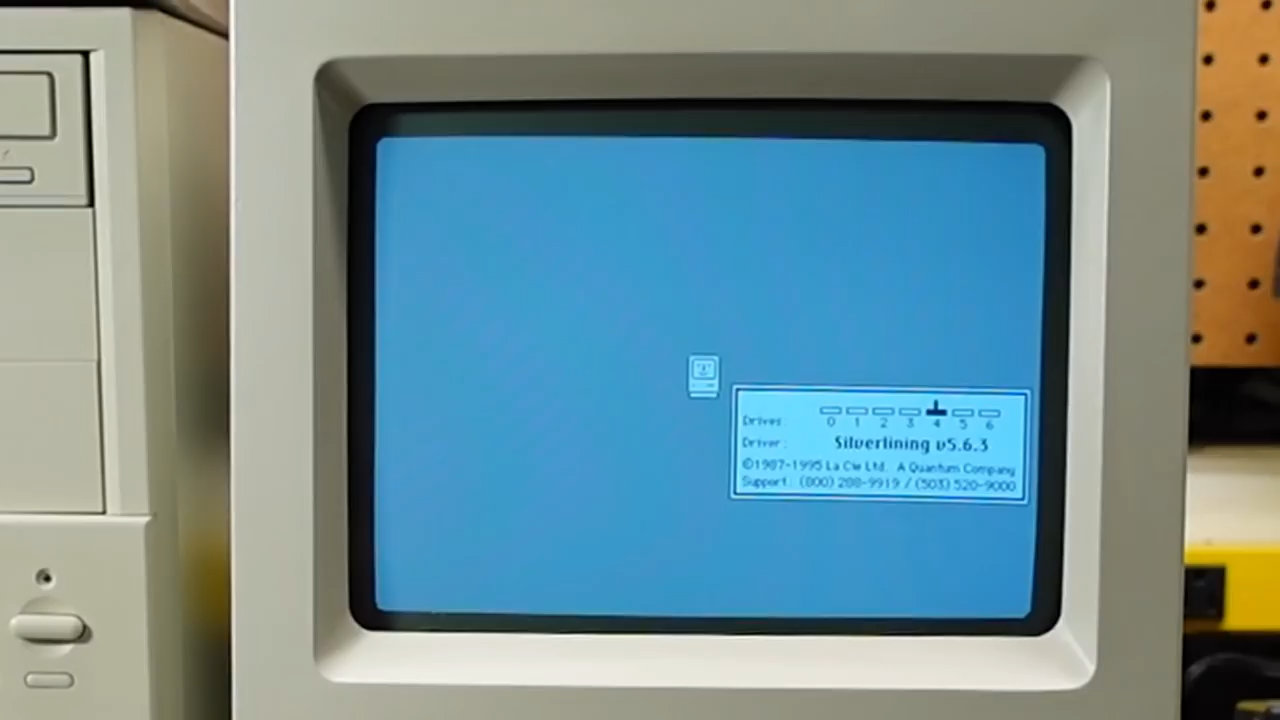 Drives:
0 1 2 3 4 5 6
Driver: Silverlining v5.6.3
©1987-1995 La Cie Ltd. A Quantum Company
Support: (800) 288-9919 / (503) 520-9000